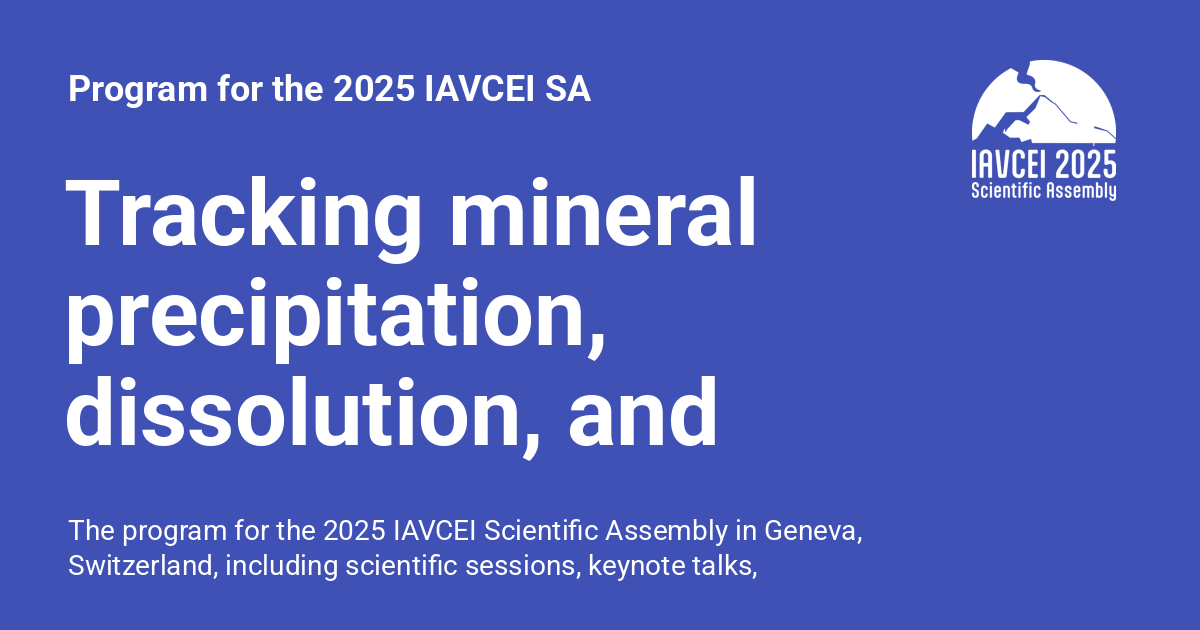 Program for the 2025 IAVCEI SA
IAVCEI 2025
Scientific Assembly
Tracking mineral
precipitation,
dissolution, and
The program for the 2025 IAVCEI Scientific Assembly in Geneva,
Switzerland, including scientific sessions, keynote talks,